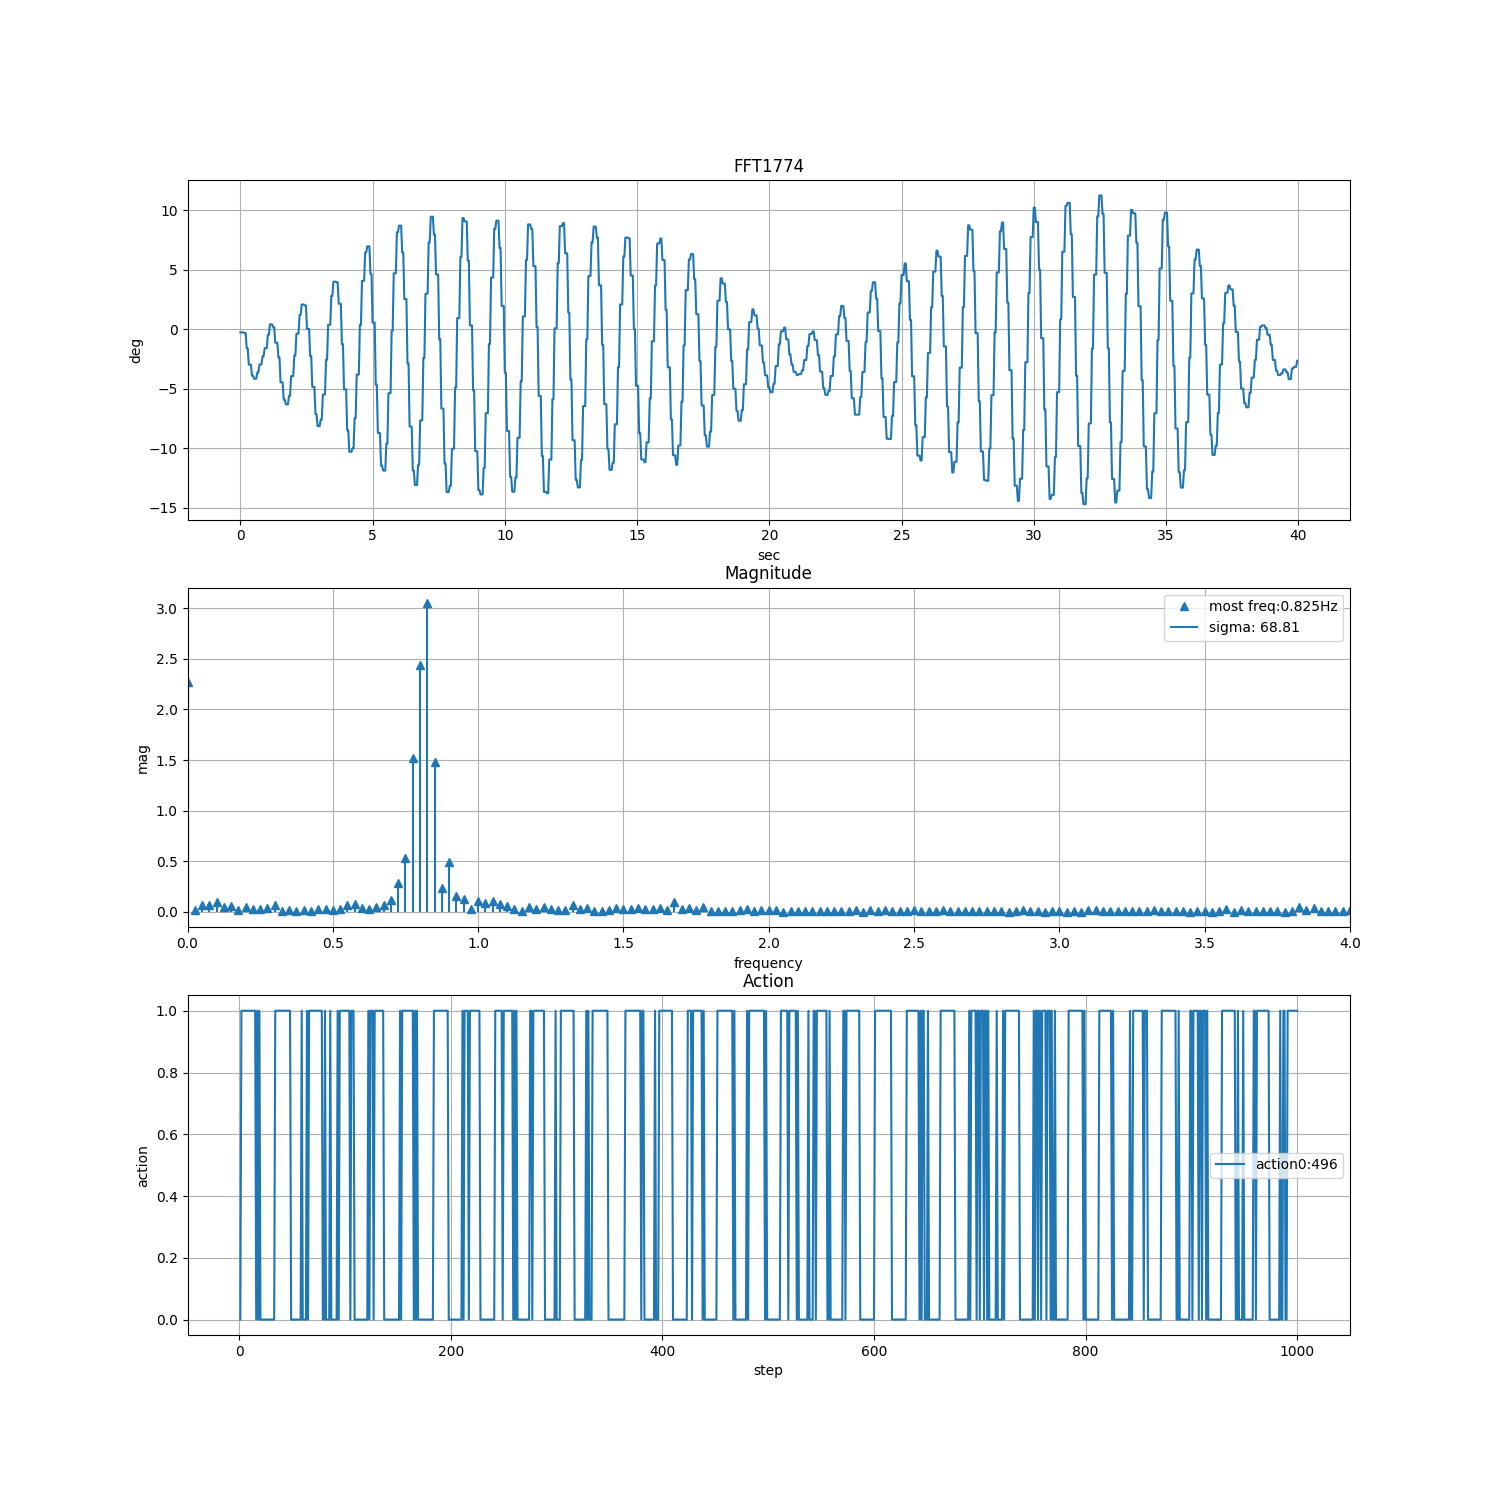 FFT1774
10
5
0
−5
−10
−15
deg
0 5 10 15 20 25 30 35 40
sec
Magnitude
3.0
2.5
2.0
1.5
1.0
0.5
0.0
mag
most freq:0.825Hz
sigma: 68.81
0.0 0.5 1.0 1.5 2.0 2.5 3.0 3.5 4.0
frequency
Action
1.0
0.8
0.6
0.4
0.2
0.0
action
action0:496
0 200 400 600 800 1000
step